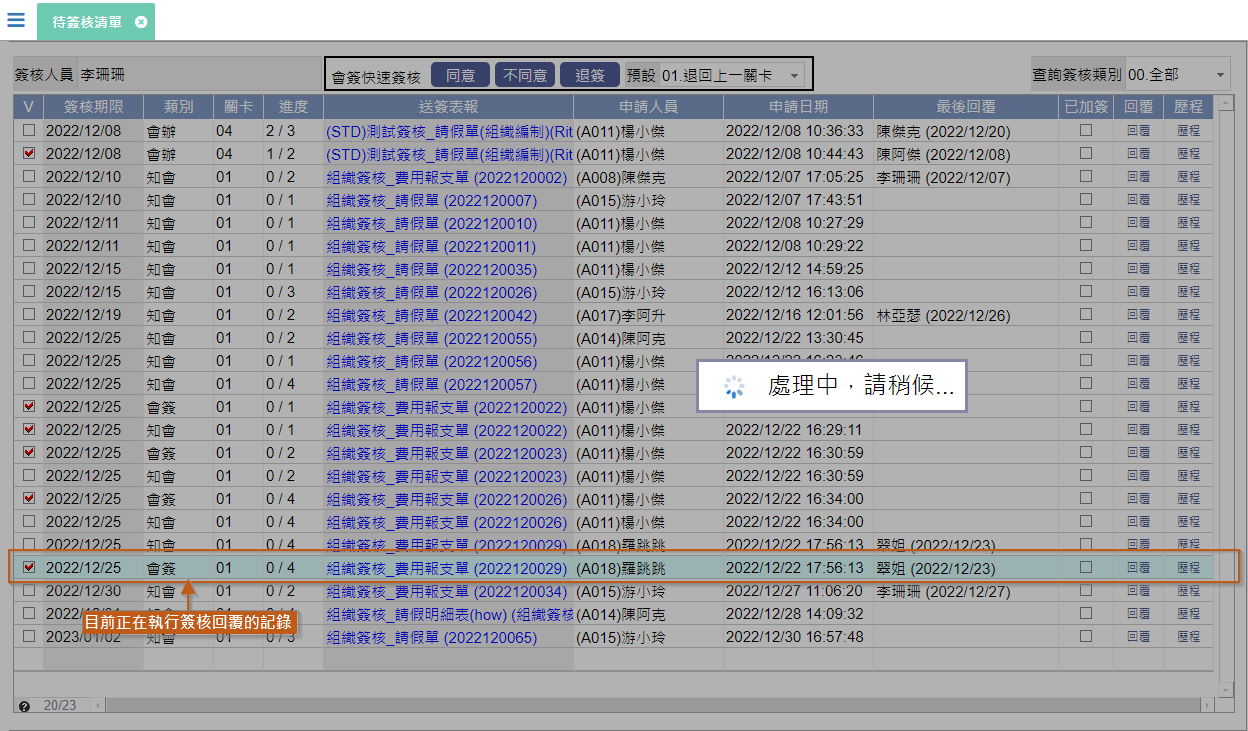 待簽核清單
簽核人員 李珊珊 會簽快速簽核 同意 不同意 退簽 預設 01.退回上一關卡 查詢簽核類別 00.全部
V 簽核期限 類別 關卡 進度 送簽表報 申請人員 申請日期 最後回覆 已加簽 回覆 歷程
2022/12/08 會辦 04 2 / 3 (STD)測試簽核_請假單(組織編制)(Rit (A011)楊小傑 2022/12/08 10:36:33 陳傑克 (2022/12/20) 回覆 歷程
2022/12/08 會辦 04 1 / 2 (STD)測試簽核_請假單(組織編制)(Rit (A011)楊小傑 2022/12/08 10:44:43 陳阿傑 (2022/12/08) 回覆 歷程
2022/12/10 知會 01 0 / 2 組織簽核_費用報支單 (2022120002) (A008)陳傑克 2022/12/07 17:05:25 李珊珊 (2022/12/07) 回覆 歷程
2022/12/10 知會 01 0 / 1 組織簽核_請假單 (2022120007) (A015)游小玲 2022/12/07 17:43:51 回覆 歷程
2022/12/11 知會 01 0 / 1 組織簽核_請假單 (2022120010) (A011)楊小傑 2022/12/08 10:27:29 回覆 歷程
2022/12/11 知會 01 0 / 1 組織簽核_請假單 (2022120011) (A011)楊小傑 2022/12/08 10:29:22 回覆 歷程
2022/12/15 知會 01 0 / 1 組織簽核_請假單 (2022120035) (A011)楊小傑 2022/12/12 14:59:25 回覆 歷程
2022/12/15 知會 01 0 / 3 組織簽核_請假單 (2022120026) (A015)游小玲 2022/12/12 16:13:06 回覆 歷程
2022/12/19 知會 01 0 / 2 組織簽核_請假單 (2022120042) (A017)李阿升 2022/12/16 12:01:56 林亞瑟 (2022/12/26) 回覆 歷程
2022/12/25 知會 01 0 / 2 組織簽核_請假單 (2022120055) (A014)陳阿克 2022/12/22 13:30:45 回覆 歷程
2022/12/25 知會 01 0 / 1 組織簽核_請假單 (2022120056) (A011)楊小傑 回覆 歷程
2022/12/25 知會 01 0 / 4 組織簽核_請假單 (2022120057) (A011)楊小傑 處理中，請稍候... 回覆 歷程
2022/12/25 會簽 01 0 / 1 組織簽核_費用報支單 (2022120022) (A011)楊小傑 回覆 歷程
2022/12/25 知會 01 0 / 1 組織簽核_費用報支單 (2022120022) (A011)楊小傑 2022/12/22 16:29:11 回覆 歷程
2022/12/25 會簽 01 0 / 2 組織簽核_費用報支單 (2022120023) (A011)楊小傑 2022/12/22 16:30:59 回覆 歷程
2022/12/25 知會 01 0 / 2 組織簽核_費用報支單 (2022120023) (A011)楊小傑 2022/12/22 16:30:59 回覆 歷程
2022/12/25 會簽 01 0 / 4 組織簽核_費用報支單 (2022120026) (A011)楊小傑 2022/12/22 16:34:00 回覆 歷程
2022/12/25 知會 01 0 / 4 組織簽核_費用報支單 (2022120026) (A011)楊小傑 2022/12/22 16:34:00 回覆 歷程
2022/12/25 知會 01 0 / 4 組織簽核_費用報支單 (2022120029) (A018)羅跳跳 2022/12/22 17:56:13 翠姐 (2022/12/23) 回覆 歷程
2022/12/25 會簽 01 0 / 4 組織簽核_費用報支單 (2022120029) (A018)羅跳跳 2022/12/22 17:56:13 翠姐 (2022/12/23) 回覆 歷程
2022/12/30 知會 01 0 / 2 組織簽核_費用報支單 (2022120034) (A015)游小玲 2022/12/27 11:06:20 李珊珊 (2022/12/27) 回覆 歷程
組織簽核_請假明細表(how) (組織簽核 (A014)陳阿克 2022/12/28 14:09:32 回覆 歷程
目前正在執行簽核回覆的記錄
2023/01/02 知會 01 0 / 3 組織簽核_請假單 (2022120065) (A015)游小玲 2022/12/30 16:57:48 回覆 歷程
20/23